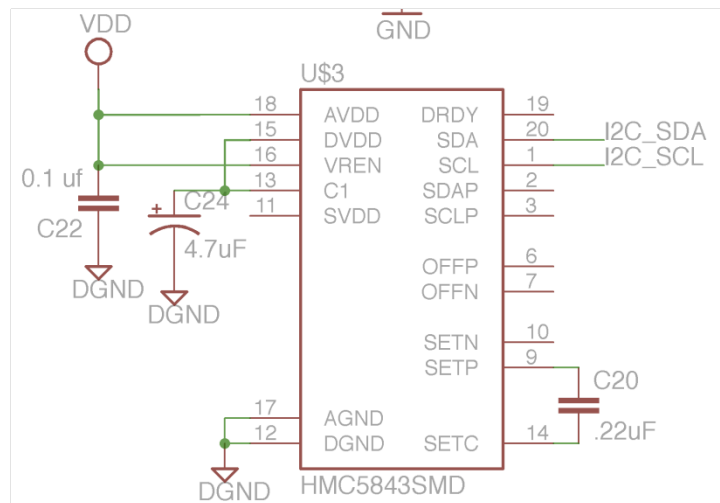 VDD
GND
U$3
18 AVDD DRDY 19
15 DVDD SDA 20 I2C_SDA
16 VREN SCL 1 I2C_SCL
0.1 uf
13 C1 SDAP 2
C24
11 SVDD SCLP 3
C22
+
4.7uF
DGND
DGND
OFFP 6
OFFN 7
SETN 10
SETP 9
C20
.22uF
17 AGND
12 DGND SETC 14
DGND
HMC5843SMD